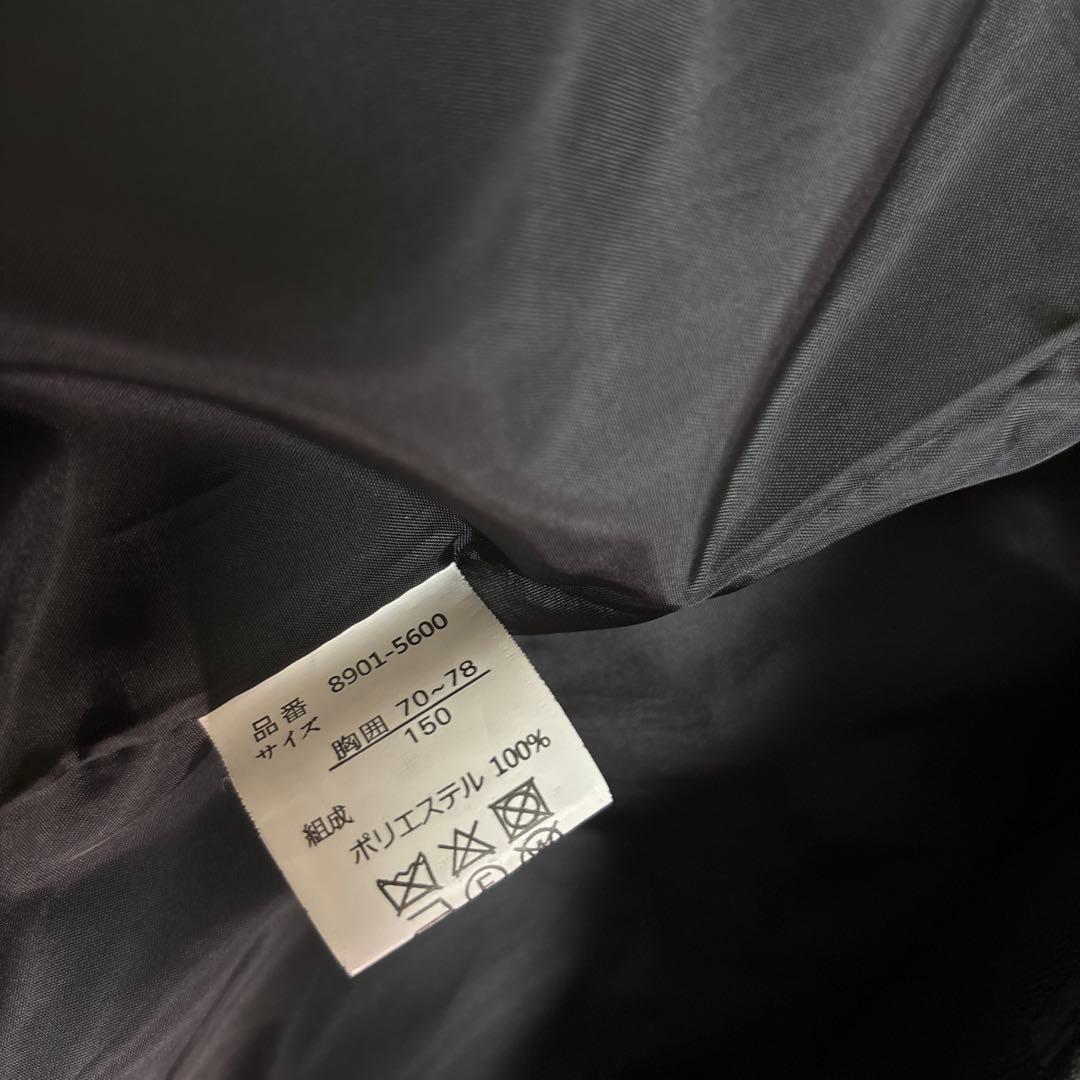 品番 8901-5600
サイズ 胸囲 70~78
150
組成
ポリエステル 100%
F